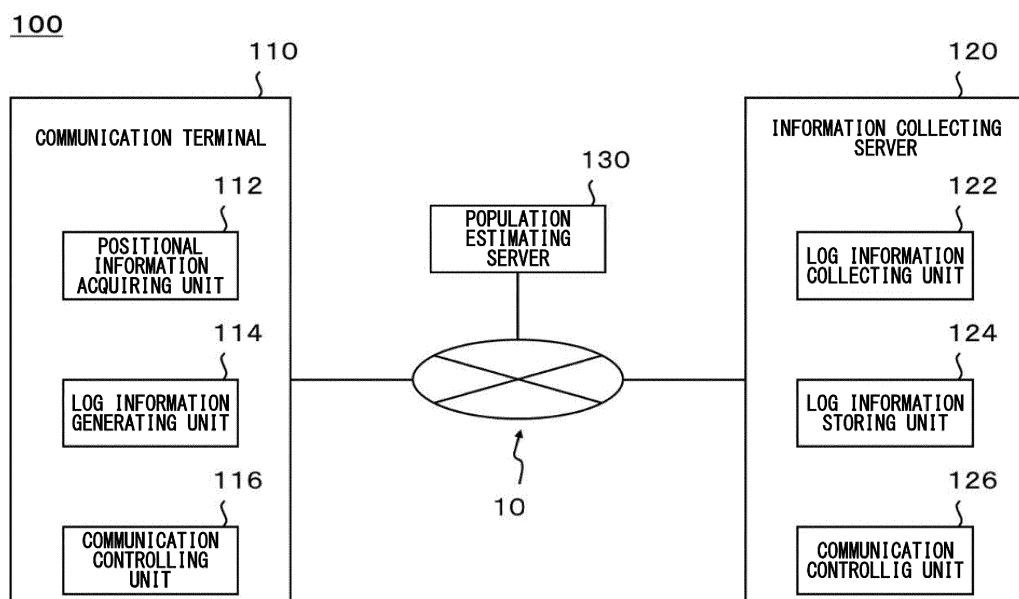 100
110
COMMUNICATION TERMINAL
112
POSITIONAL
INFORMATION
ACQUIRING UNIT
114
LOG INFORMATION
GENERATING UNIT
116
COMMUNICATION
CONTROLLING
UNIT
130
POPULATION
ESTIMATING
SERVER
10
120
INFORMATION COLLECTING
SERVER
122
LOG INFORMATION
COLLECTING UNIT
124
LOG INFORMATION
STORING UNIT
126
COMMUNICATION
CONTROLLIG UNIT